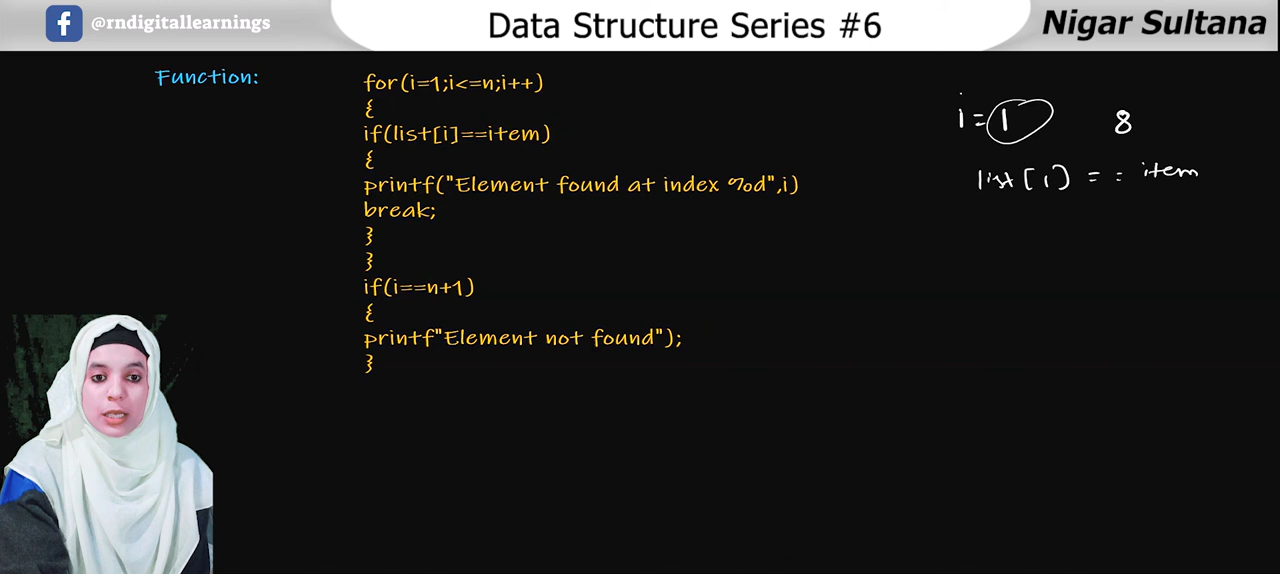 @rndigitallearnings
Data Structure Series #6
Nigar Sultana
Function:
for(i=1;i<=n;i++)
{
if(list[i]==item)
{
printf("Element found at index %d",i)
break;
}
}
if(i==n+1)
{
printf"Element not found");
}
i = 1 8
list[1] == item